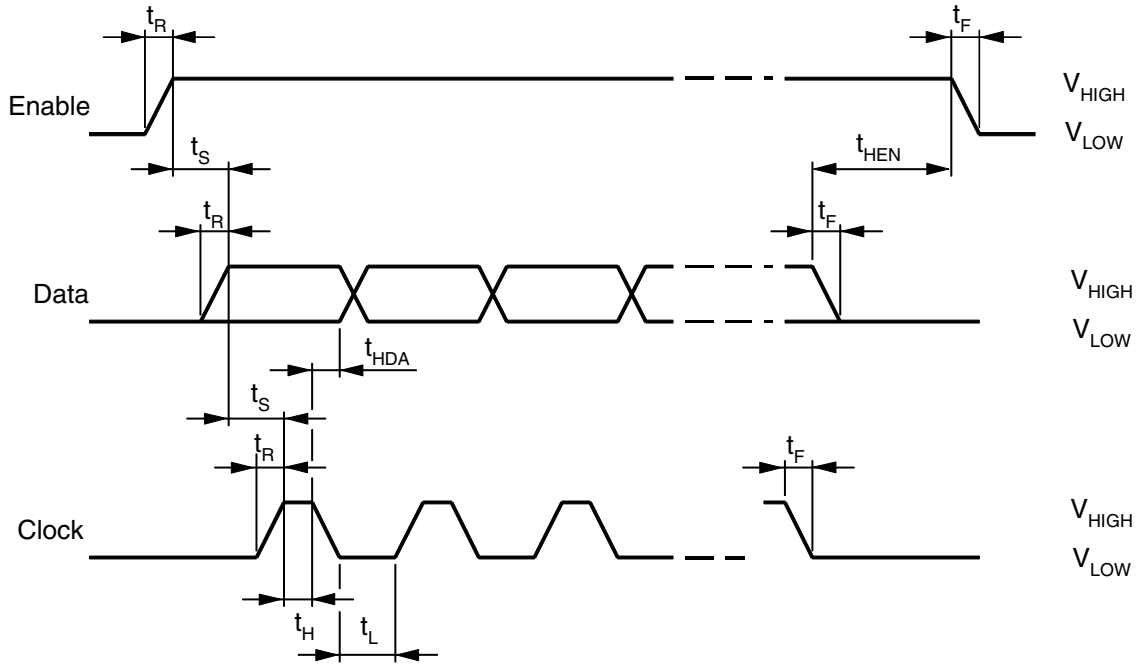 tR
tF
Enable
VHIGH
VLOW
tS
tHEN
tR
tF
Data
VHIGH
VLOW
tHDA
tS
tR
tF
Clock
VHIGH
VLOW
tH
tL